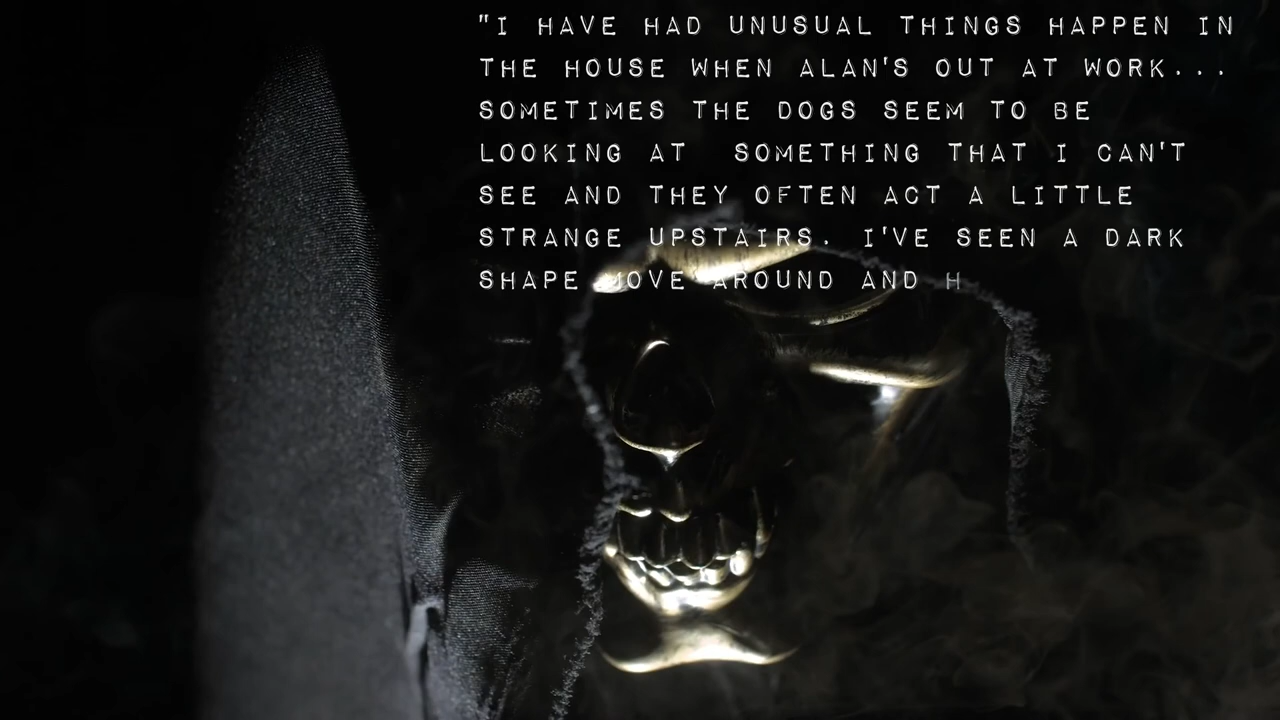 "I HAVE HAD UNUSUAL THINGS HAPPEN IN
THE HOUSE WHEN ALAN'S OUT AT WORK...
SOMETIMES THE DOGS SEEM TO BE
LOOKING AT  SOMETHING THAT I CAN'T
SEE AND THEY OFTEN ACT A LITTLE
STRANGE UPSTAIRS. I'VE SEEN A DARK
SHAPE MOVE AROUND AND H